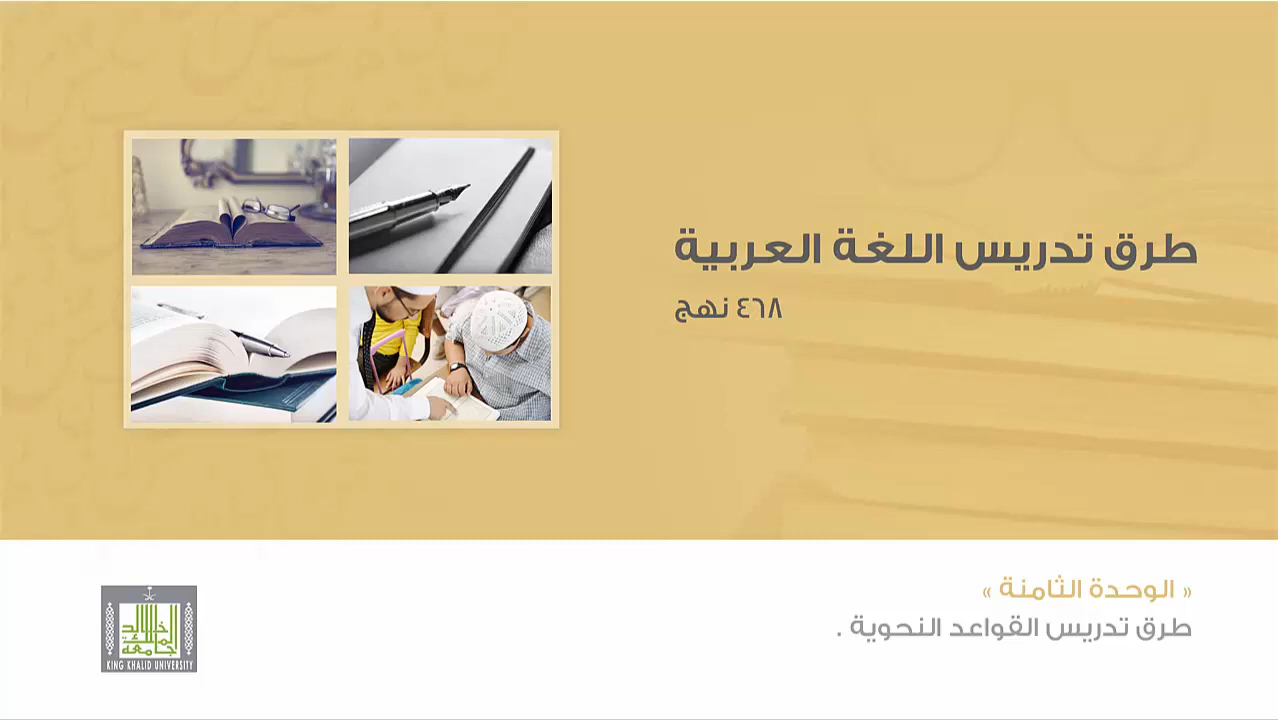 طرق تدريس اللغة العربية
٤٦٨ نهج
« الوحدة الثامنة »
طرق تدريس القواعد النحوية .
جامعة الملك خالد
KING KHALID UNIVERSITY